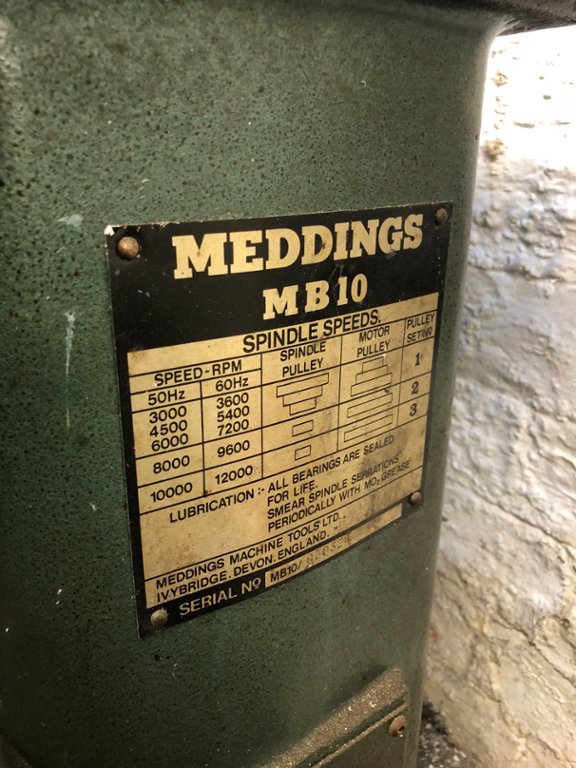 MEDDINGS
MB10
SPINDLE SPEEDS.
SPEED-RPM SPINDLE PULLEY MOTOR PULLEY PULLEY SET Nº
50Hz 60Hz
3000 3600 1
4500 5400
6000 7200
8000 9600 2
10000 12000 3
LUBRICATION :- ALL BEARINGS ARE SEALED
FOR LIFE.
SMEAR SPINDLE SERRATIONS
PERIODICALLY WITH MO₂ GREASE
MEDDINGS MACHINE TOOLS LTD.
IVYBRIDGE. DEVON. ENGLAND.
SERIAL Nº MB10/